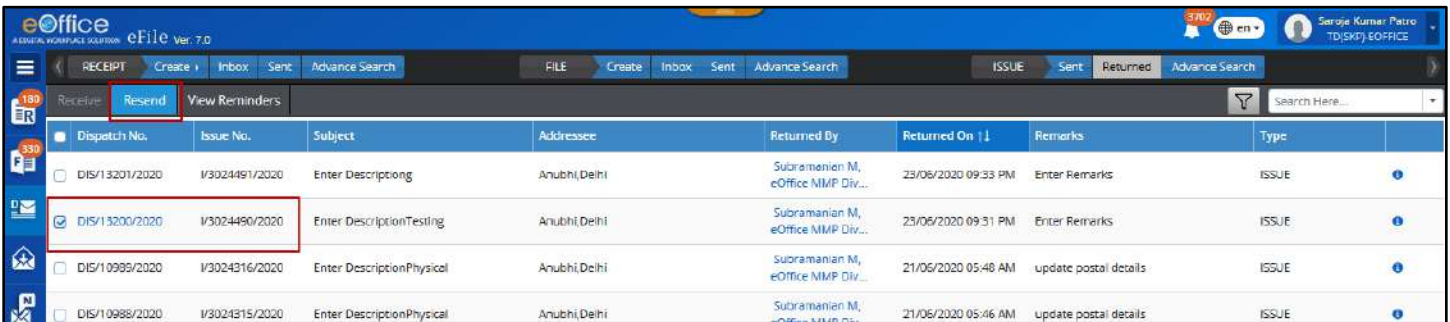 eOffice
A DIGITAL WORKPLACE SOLUTION eFile Ver. 7.0
3702 en
Saroja Kumar Patro
TD(SKP)-EOFFICE
RECEIPT Create Inbox Sent Advance Search FILE Create Inbox Sent Advance Search ISSUE Sent Returned Advance Search
180 R Receive Resend View Reminders Search Here...
Dispatch No. Issue No. Subject Addressee Returned By Returned On Remarks Type
330 F
DIS/13201/2020 I/3024491/2020 Enter Descriptiong Anubhi,Delhi Subramanian M, eOffice MMP Div... 23/06/2020 09:33 PM Enter Remarks ISSUE
D
DIS/13200/2020 I/3024490/2020 Enter DescriptionTesting Anubhi,Delhi Subramanian M, eOffice MMP Div... 23/06/2020 09:31 PM Enter Remarks ISSUE
DIS/10989/2020 I/3024316/2020 Enter DescriptionPhysical Anubhi,Delhi Subramanian M, eOffice MMP Div... 21/06/2020 05:48 AM update postal details ISSUE
N
DIS/10988/2020 I/3024315/2020 Enter DescriptionPhysical Anubhi,Delhi Subramanian M, 21/06/2020 05:46 AM update postal details ISSUE